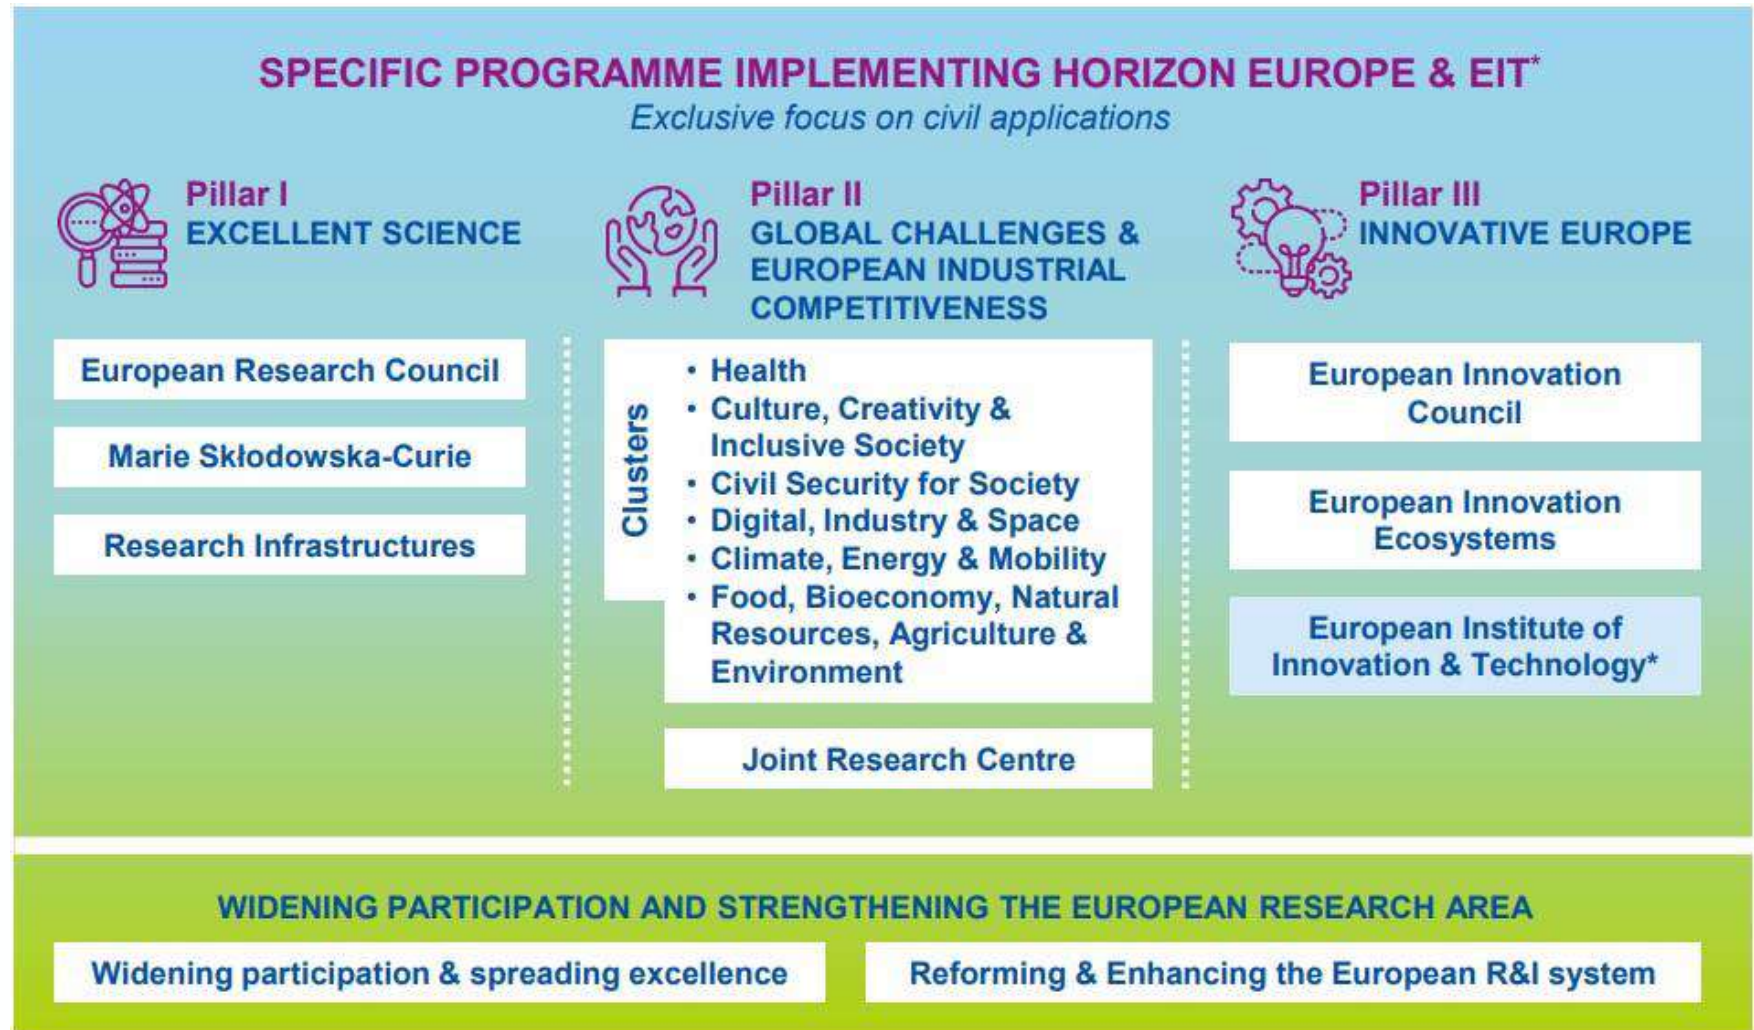 SPECIFIC PROGRAMME IMPLEMENTING HORIZON EUROPE & EIT*
Exclusive focus on civil applications
Pillar I
EXCELLENT SCIENCE
European Research Council
Marie Skłodowska-Curie
Research Infrastructures
Pillar II
GLOBAL CHALLENGES &
EUROPEAN INDUSTRIAL
COMPETITIVENESS
Clusters
• Health
• Culture, Creativity &
Inclusive Society
• Civil Security for Society
• Digital, Industry & Space
• Climate, Energy & Mobility
• Food, Bioeconomy, Natural
Resources, Agriculture &
Environment
Joint Research Centre
Pillar III
INNOVATIVE EUROPE
European Innovation
Council
European Innovation
Ecosystems
European Institute of
Innovation & Technology*
WIDENING PARTICIPATION AND STRENGTHENING THE EUROPEAN RESEARCH AREA
Widening participation & spreading excellence
Reforming & Enhancing the European R&I system